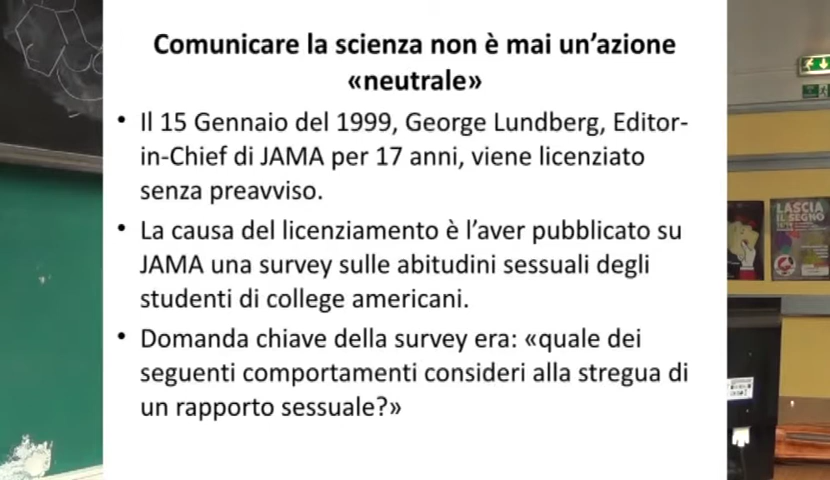 Comunicare la scienza non è mai un’azione
«neutrale»
• Il 15 Gennaio del 1999, George Lundberg, Editor-
in-Chief di JAMA per 17 anni, viene licenziato
senza preavviso.
• La causa del licenziamento è l’aver pubblicato su
JAMA una survey sulle abitudini sessuali degli
studenti di college americani.
• Domanda chiave della survey era: «quale dei
seguenti comportamenti consideri alla stregua di
un rapporto sessuale?»
LASCIA
IL SEGNO